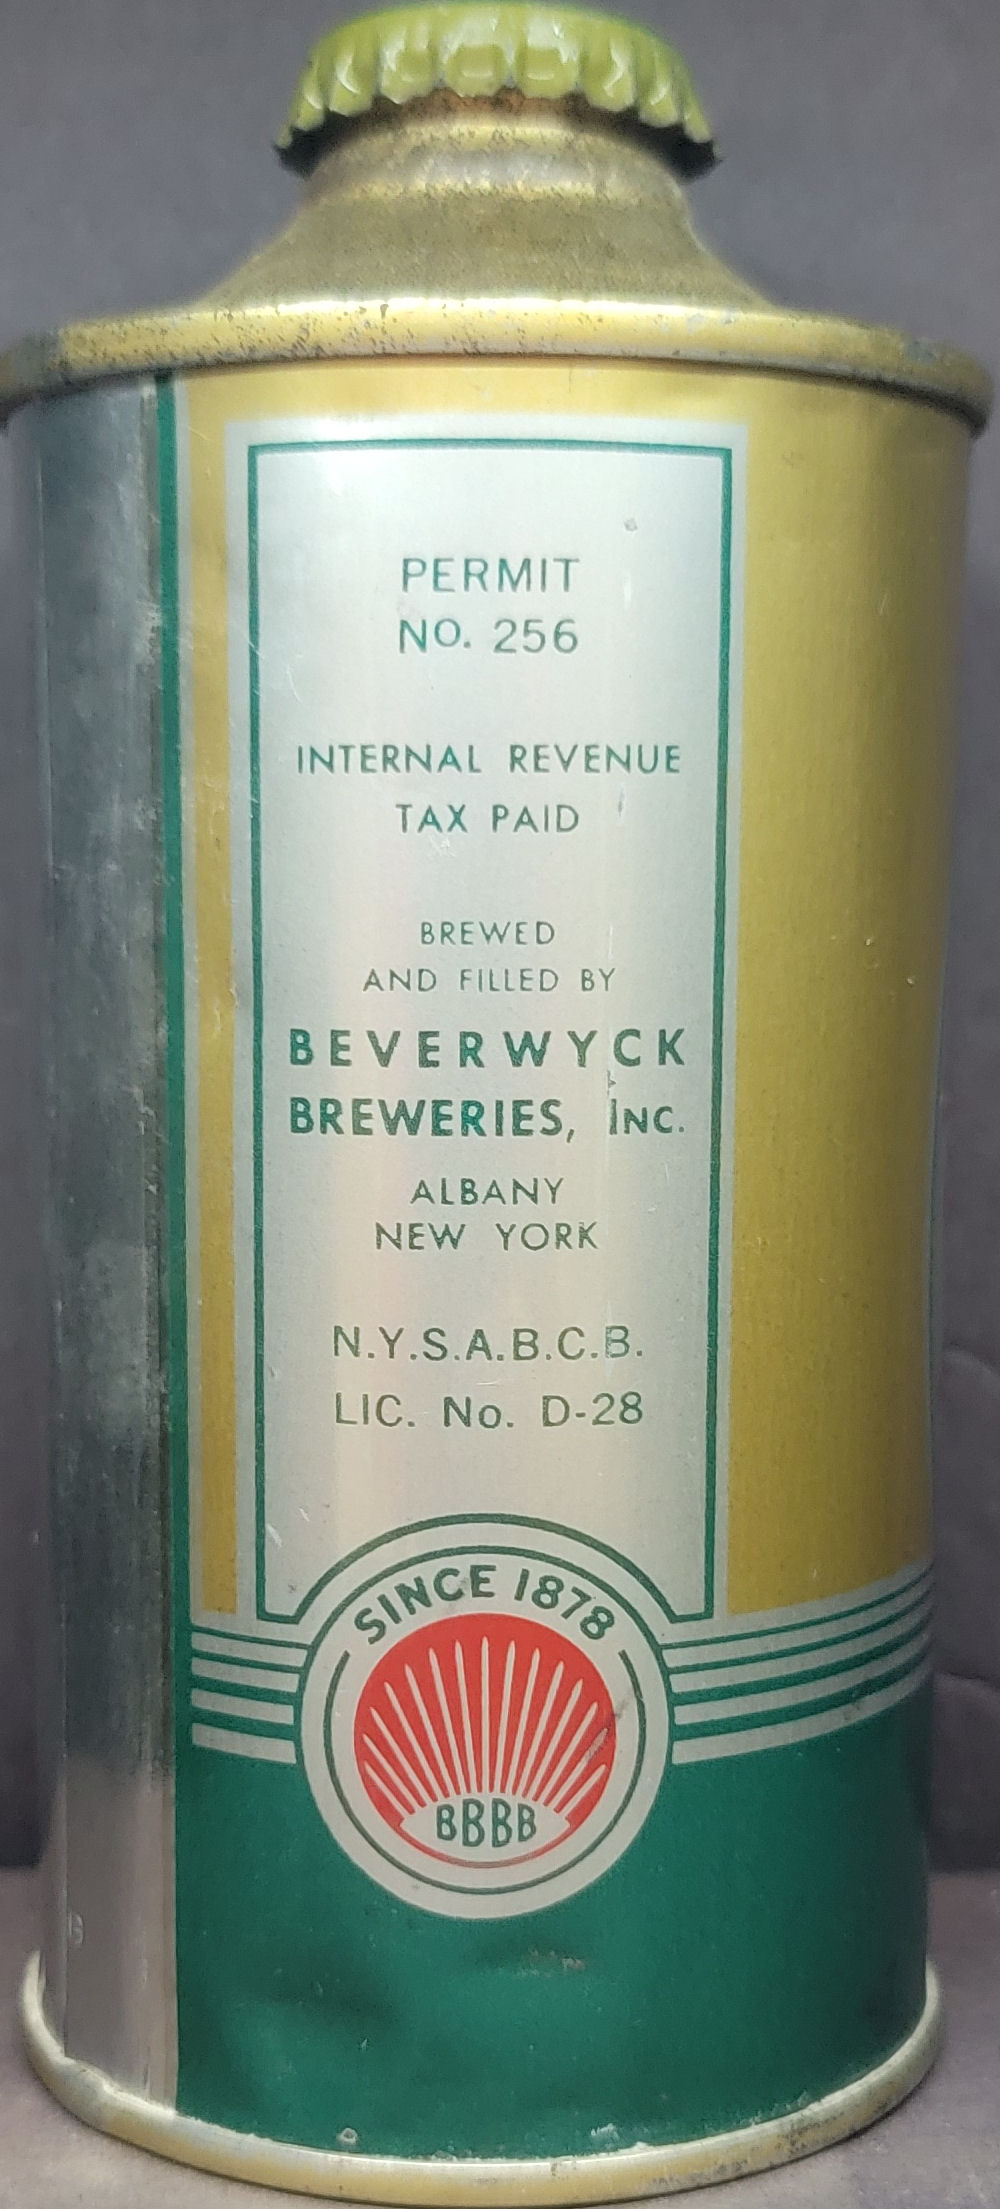 PERMIT
NO. 256
INTERNAL REVENUE
TAX PAID
BREWED
AND FILLED BY
BEVERWYCK
BREWERIES, INC.
ALBANY
NEW YORK
N.Y.S.A.B.C.B.
LIC. No. D-28
SINCE 1878
BBBB